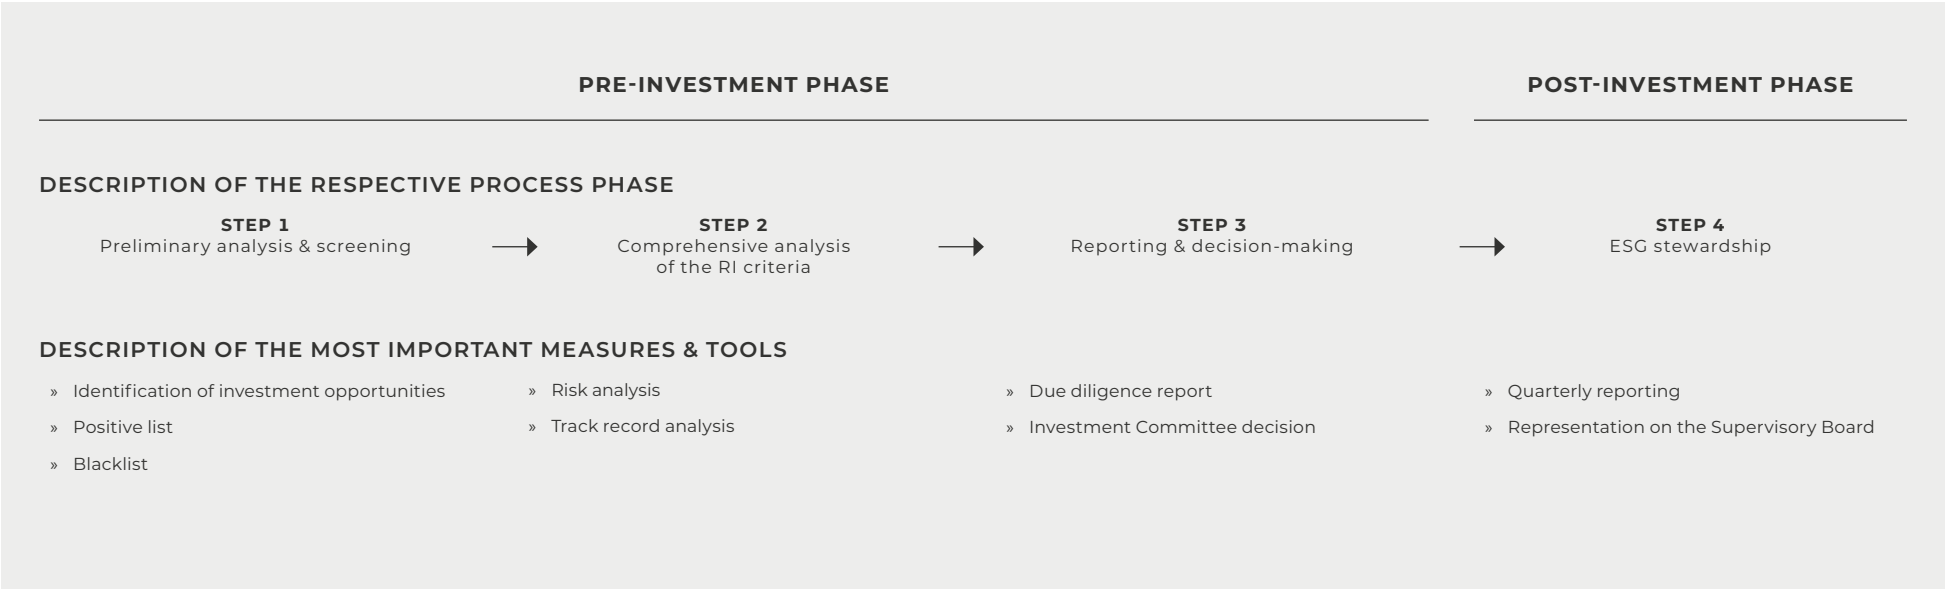 PRE-INVESTMENT PHASE
POST-INVESTMENT PHASE
DESCRIPTION OF THE RESPECTIVE PROCESS PHASE
STEP 1
Preliminary analysis & screening
STEP 2
Comprehensive analysis
of the RI criteria
STEP 3
Reporting & decision-making
STEP 4
ESG stewardship
DESCRIPTION OF THE MOST IMPORTANT MEASURES & TOOLS
» Identification of investment opportunities
» Positive list
» Blacklist
» Risk analysis
» Track record analysis
» Due diligence report
» Investment Committee decision
» Quarterly reporting
» Representation on the Supervisory Board